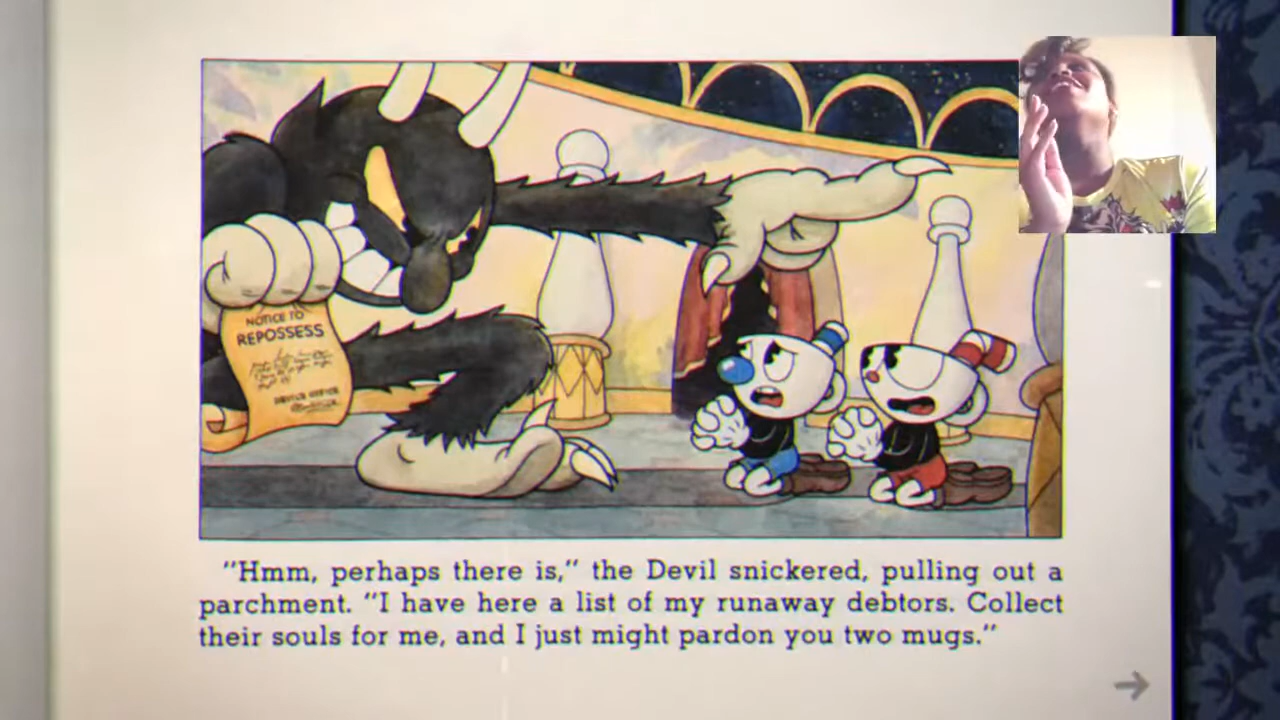 NOTICE TO
REPOSSESS
"Hmm, perhaps there is," the Devil snickered, pulling out a
parchment. "I have here a list of my runaway debtors. Collect
their souls for me, and I just might pardon you two mugs."